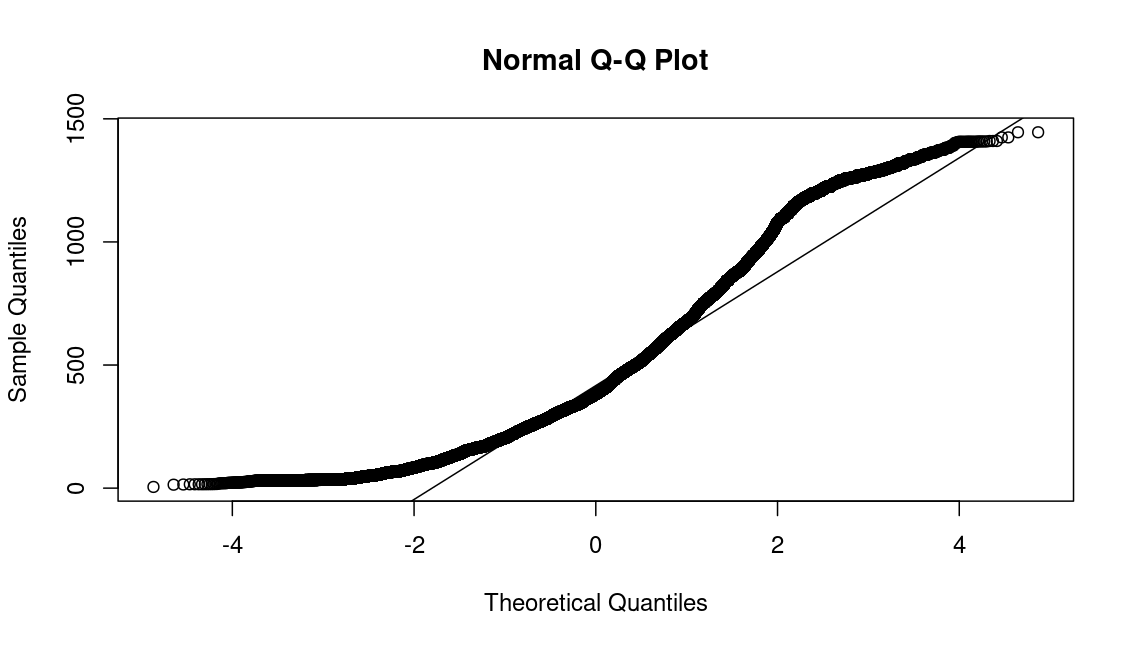 Normal Q-Q Plot
Sample Quantiles
1500
1000
500
0
-4 -2 0 2 4
Theoretical Quantiles